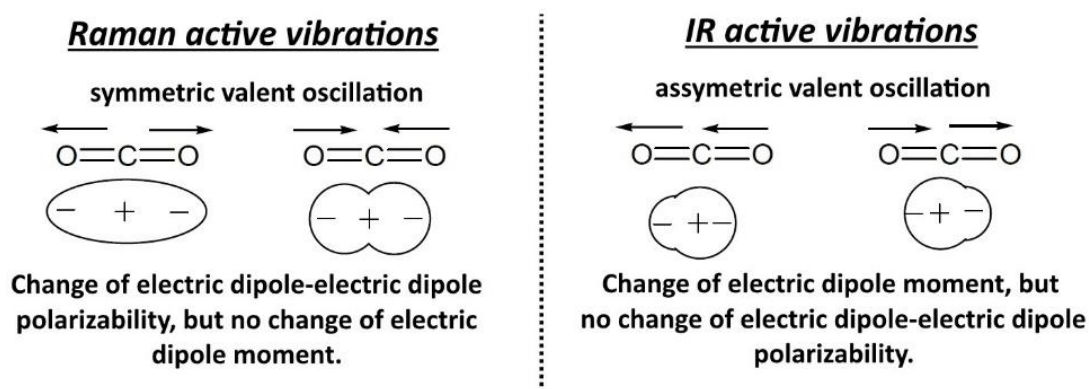 Raman active vibrations
symmetric valent oscillation
O=C=O
O=C=O
− + −
− + −
Change of electric dipole-electric dipole
polarizability, but no change of electric
dipole moment.
IR active vibrations
assymetric valent oscillation
O=C=O
O=C=O
− + −
− + −
Change of electric dipole moment, but
no change of electric dipole-electric dipole
polarizability.